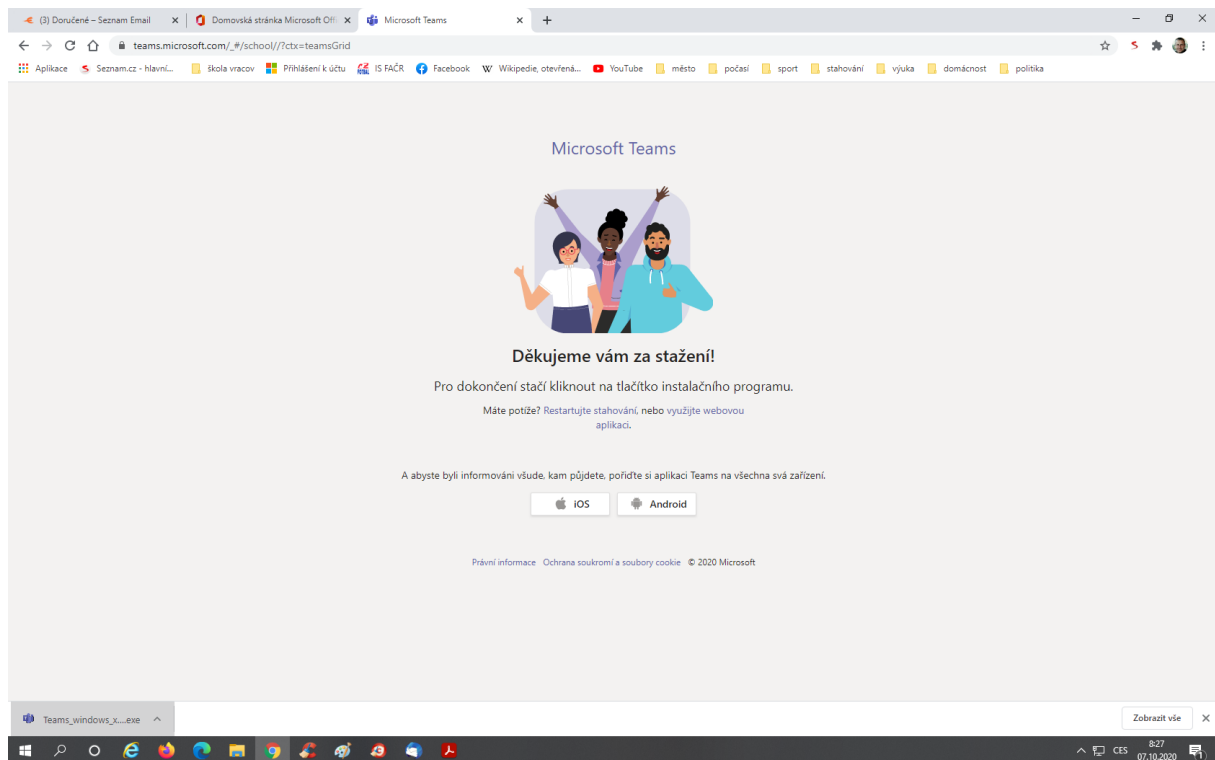 (3) Doručené – Seznam Email
Domovská stránka Microsoft Offi
Microsoft Teams
teams.microsoft.com/_#/school//?ctx=teamsGrid
Aplikace Seznam.cz - hlavní... škola vracov Přihlášení k účtu IS FAČR Facebook Wikipedie, otevřená... YouTube město počasí sport stahování výuka domácnost politika
Microsoft Teams
Děkujeme vám za stažení!
Pro dokončení stačí kliknout na tlačítko instalačního programu.
Máte potíže? Restartujte stahování, nebo využijte webovou
aplikaci.
A abyste byli informováni všude, kam půjdete, pořiďte si aplikaci Teams na všechna svá zařízení.
iOS Android
Právní informace Ochrana soukromí a soubory cookie © 2020 Microsoft
Teams_windows_x....exe
Zobrazit vše
CES
8:27
07.10.2020